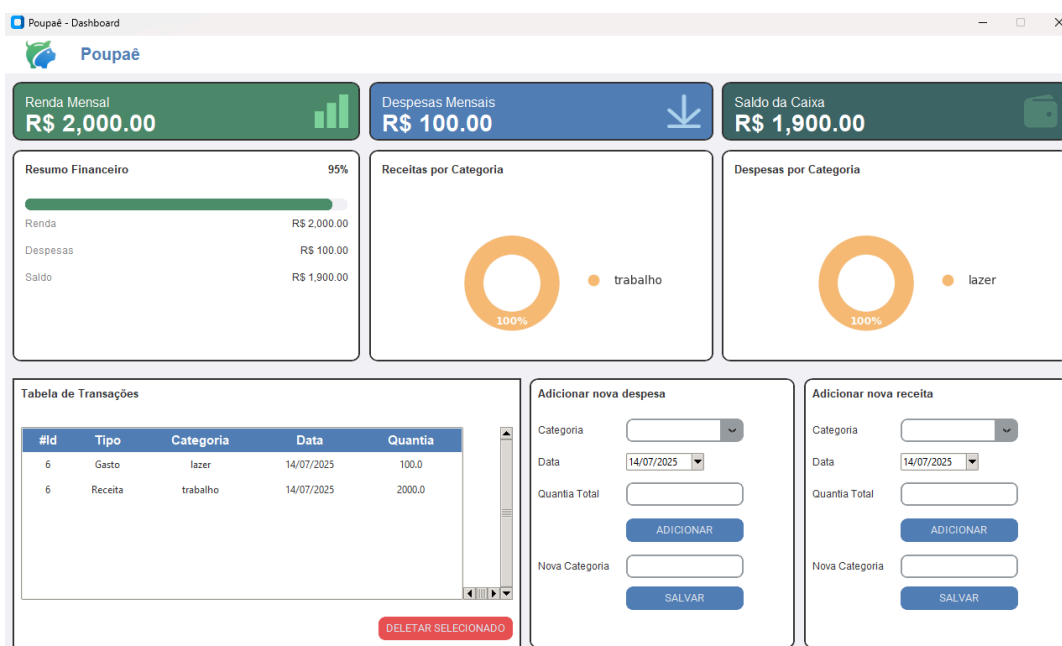 Poupaê - Dashboard
Poupaê
Renda Mensal
R$ 2,000.00
Despesas Mensais
R$ 100.00
Saldo da Caixa
R$ 1,900.00
Resumo Financeiro 95%
Renda R$ 2,000.00
Despesas R$ 100.00
Saldo R$ 1,900.00
Receitas por Categoria
100%
trabalho
Despesas por Categoria
100%
lazer
Tabela de Transações
#Id Tipo Categoria Data Quantia
6 Gasto lazer 14/07/2025 100.0
6 Receita trabalho 14/07/2025 2000.0
DELETAR SELECIONADO
Adicionar nova despesa
Categoria
Data 14/07/2025
Quantia Total
ADICIONAR
Nova Categoria
SALVAR
Adicionar nova receita
Categoria
Data 14/07/2025
Quantia Total
ADICIONAR
Nova Categoria
SALVAR